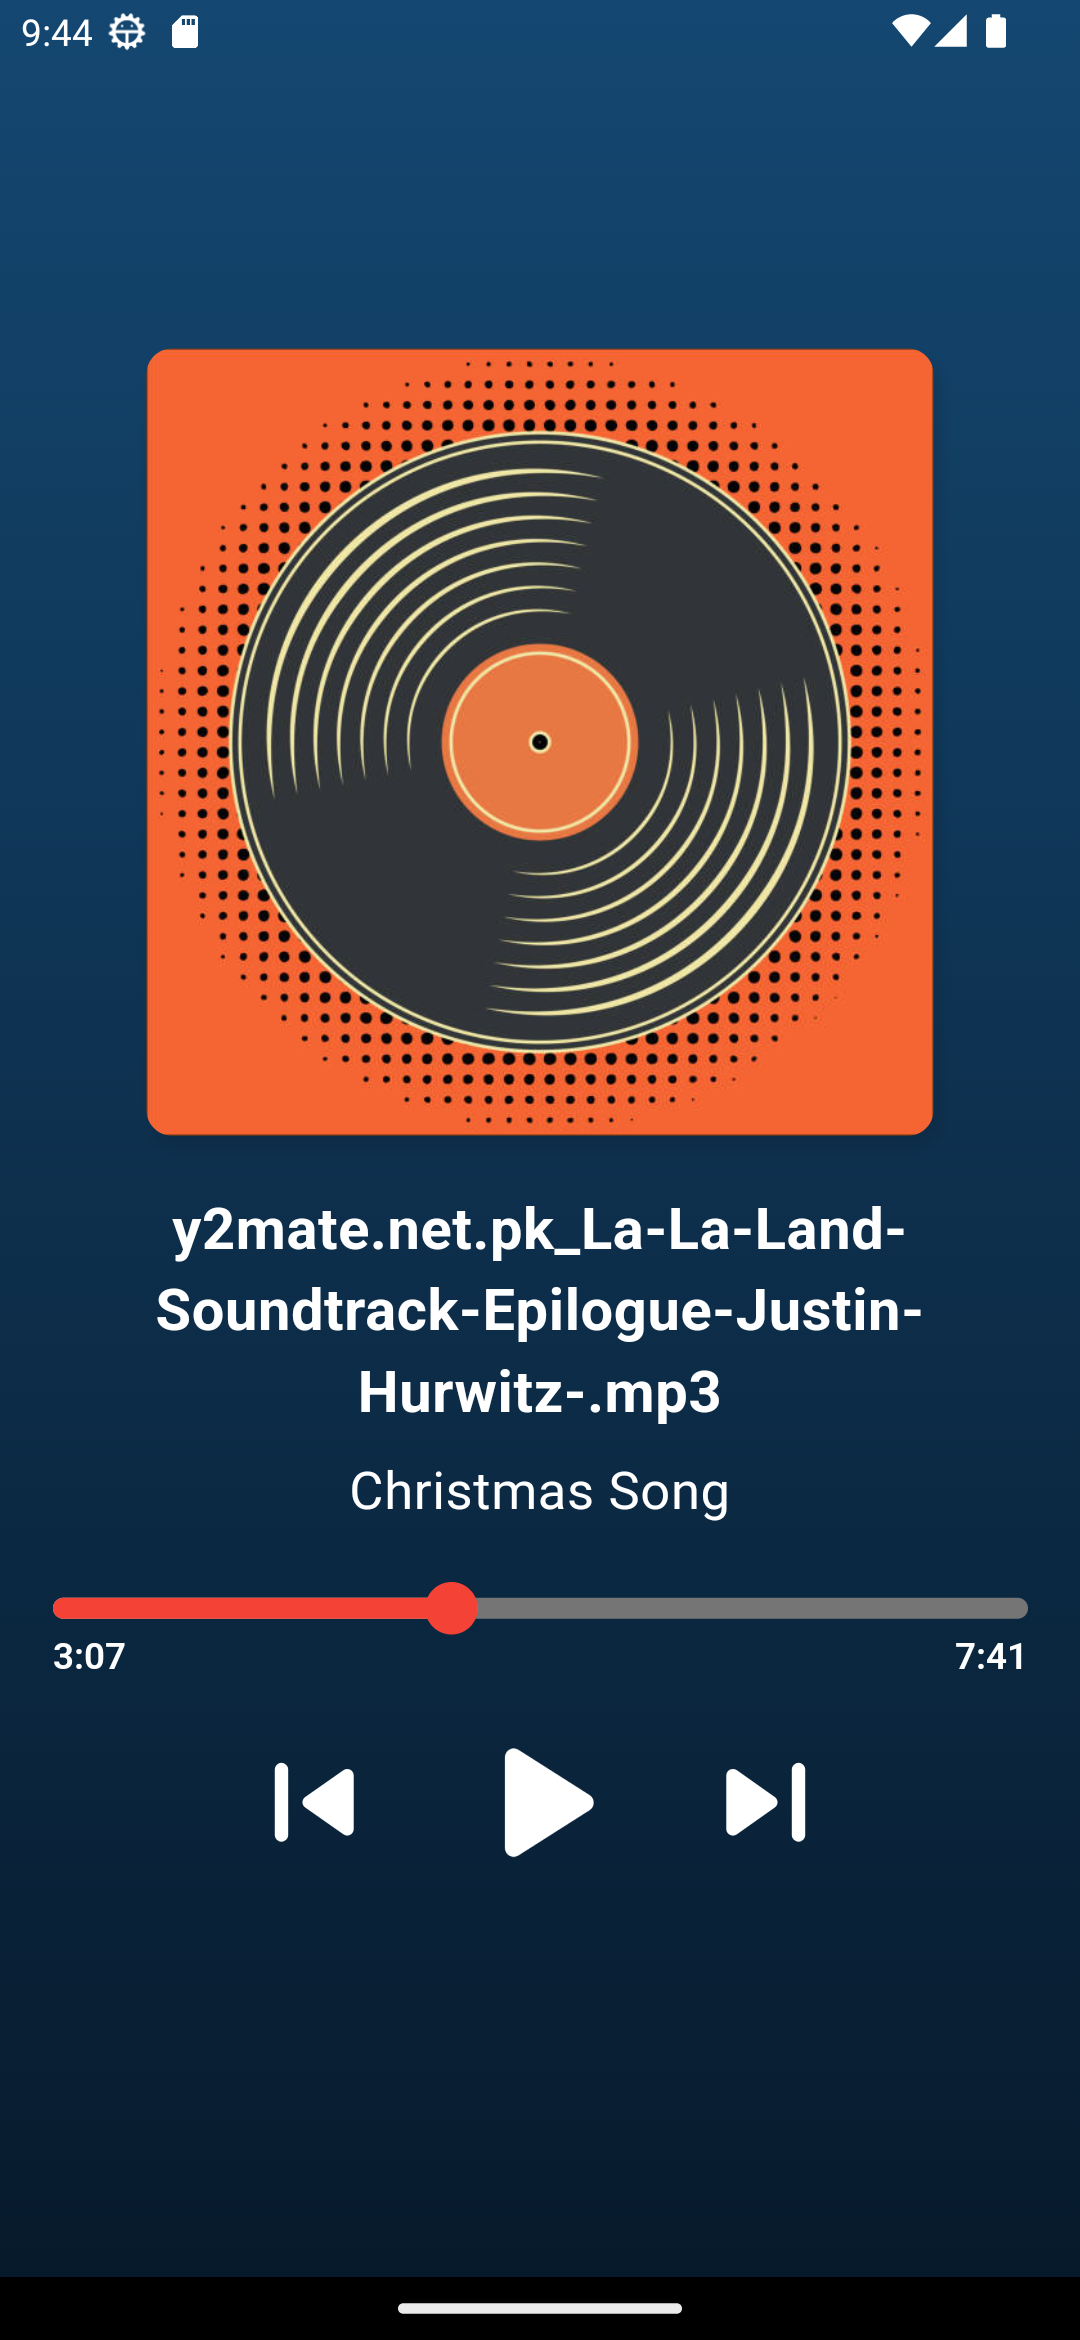 9:44
y2mate.net.pk_La-La-Land-
Soundtrack-Epilogue-Justin-
Hurwitz-.mp3
Christmas Song
3:07
7:41